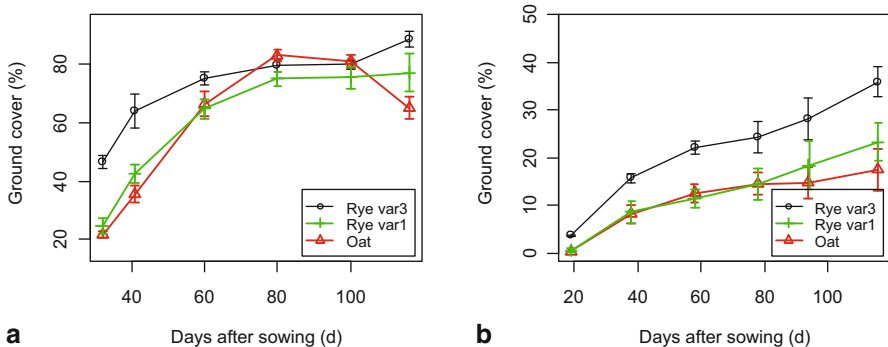 Ground cover (%)
80
60
40
20
Rye var3
Rye var1
Oat
40 60 80 100
Days after sowing (d)
a
Ground cover (%)
50
40
30
20
10
0
Rye var3
Rye var1
Oat
20 40 60 80 100
Days after sowing (d)
b